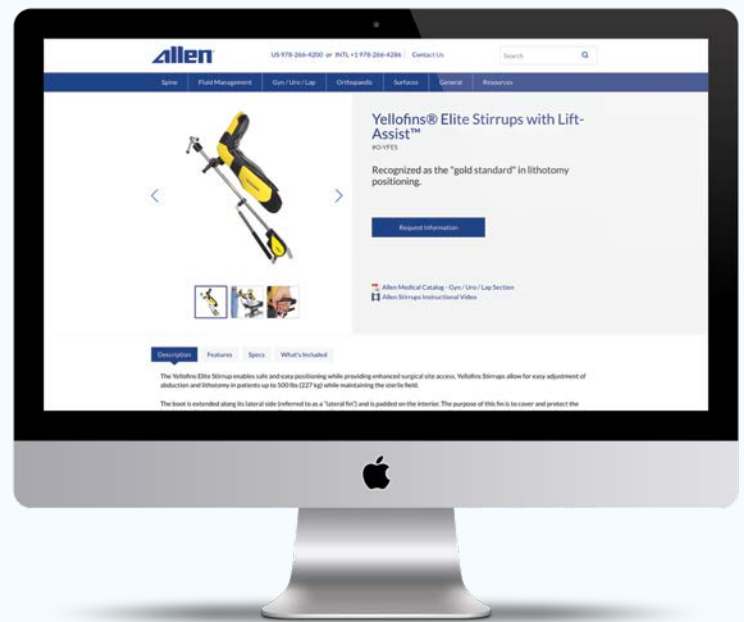 Allen
US 978-266-4200 or INTL +1 978-266-4286 Contact Us Search
Spine Fluid Management Gyn / Uro / Lap Orthopaedic Surfaces General Resources
Yellofins® Elite Stirrups with Lift-
Assist™
#O-YFES
Recognized as the "gold standard" in lithotomy
positioning.
Request Information
Allen Medical Catalog - Gyn / Uro / Lap Section
Allen Stirrups Instructional Video
Description Features Specs What's Included
The Yellofins Elite Stirrup enables safe and easy positioning while providing enhanced surgical site access. Yellofins Stirrups allow for easy adjustment of
abduction and lithotomy in patients up to 500 lbs (227 kg) while maintaining the sterile field.
The boot is extended along its lateral side (referred to as a "lateral fin") and is padded on the interior. The purpose of this fin is to cover and protect the